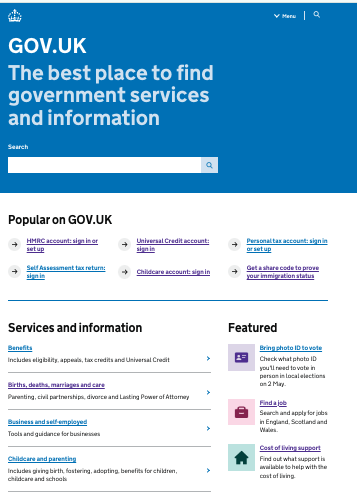 Menu
GOV.UK
The best place to find
government services
and information
Search
Popular on GOV.UK
HMRC account: sign in or
set up
Universal Credit account:
sign in
Personal tax account: sign in
or set up
Self Assessment tax return:
sign in
Childcare account: sign in
Get a share code to prove
your immigration status
Services and information
Benefits
Includes eligibility, appeals, tax credits and Universal Credit
Births, deaths, marriages and care
Parenting, civil partnerships, divorce and Lasting Power of Attorney
Business and self-employed
Tools and guidance for businesses
Childcare and parenting
Includes giving birth, fostering, adopting, benefits for children,
childcare and schools
Featured
Bring photo ID to vote
Check what photo ID
you'll need to vote in
person in local elections
on 2 May.
Find a job
Search and apply for jobs
in England, Scotland and
Wales.
Cost of living support
Find out what support is
available to help with the
cost of living.